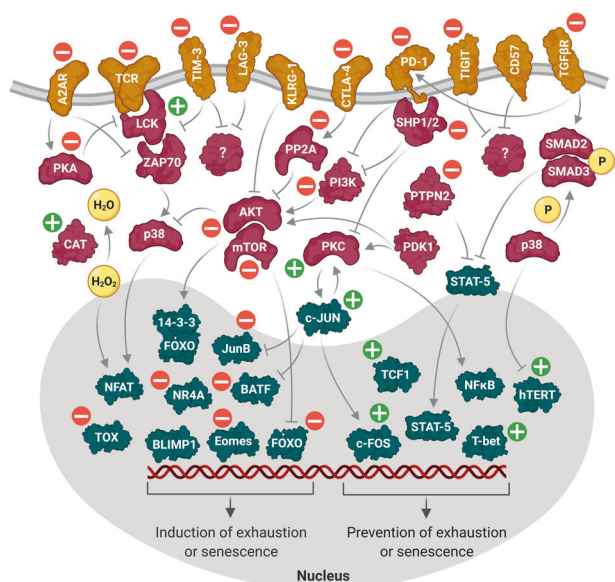 A2AR
TCR
TIM-3
LAG-3
KLRG-1
CTLA-4
PD-1
TIGIT
CD57
TGFβR
LCK
SHP1/2
PKA
ZAP70
?
PP2A
PI3K
?
SMAD2
P
SMAD3
PTPN2
H₂O
CAT
p38
AKT
mTOR
PKC
PDK1
P
p38
H₂O₂
STAT-5
14-3-3
FOXO
JunB
c-JUN
TCF1
NFAT
NR4A
BATF
NFκB
hTERT
TOX
BLIMP1
Eomes
FOXO
c-FOS
STAT-5
T-bet
Induction of exhaustion
or senescence
Prevention of exhaustion
or senescence
Nucleus